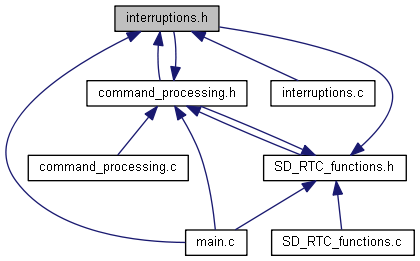 interruptions.h
command_processing.h
interruptions.c
command_processing.c
SD_RTC_functions.h
main.c
SD_RTC_functions.c